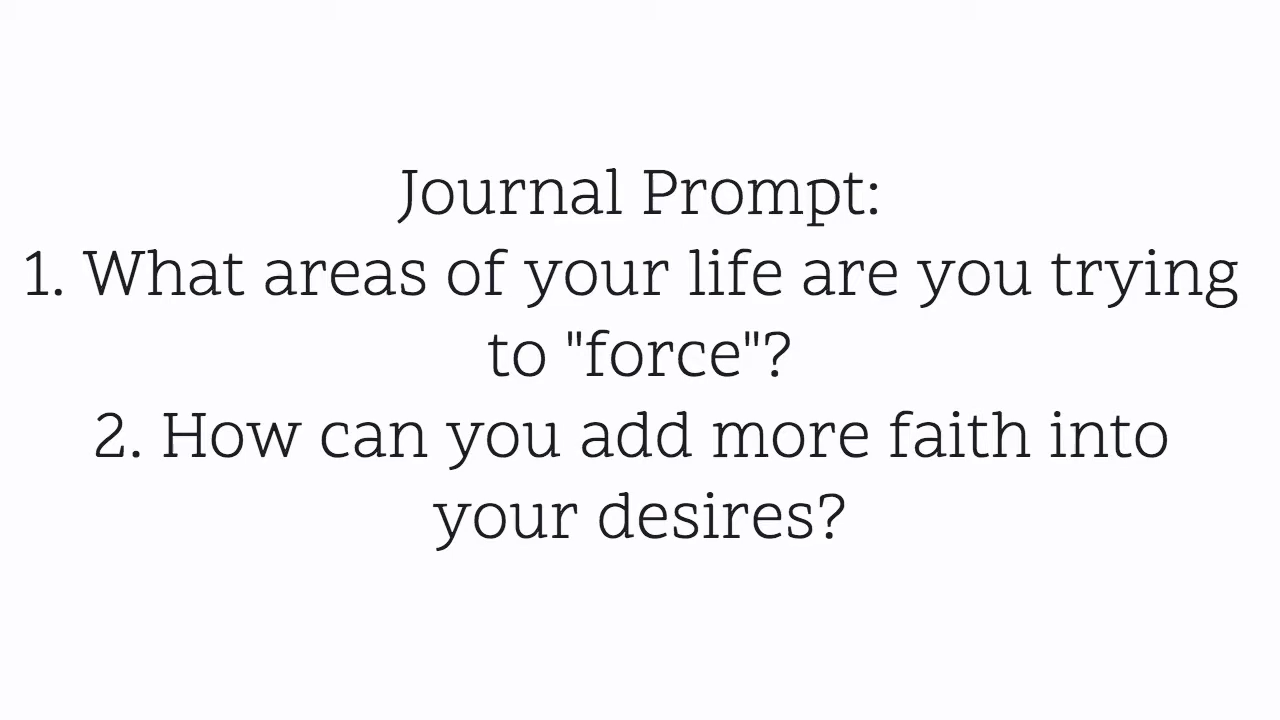 Journal Prompt:
1. What areas of your life are you trying
to "force"?
2. How can you add more faith into
your desires?